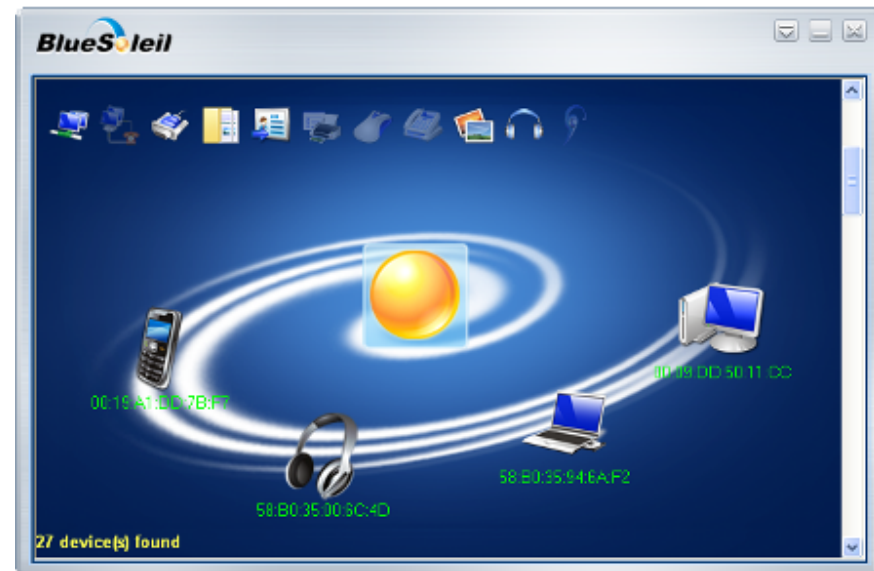 BlueSoleil
00:09:DD:50:11:CC
00:19:A1:DD:7B:F7
58:B0:35:94:6A:F2
58:B0:35:00:6C:4D
27 device(s) found